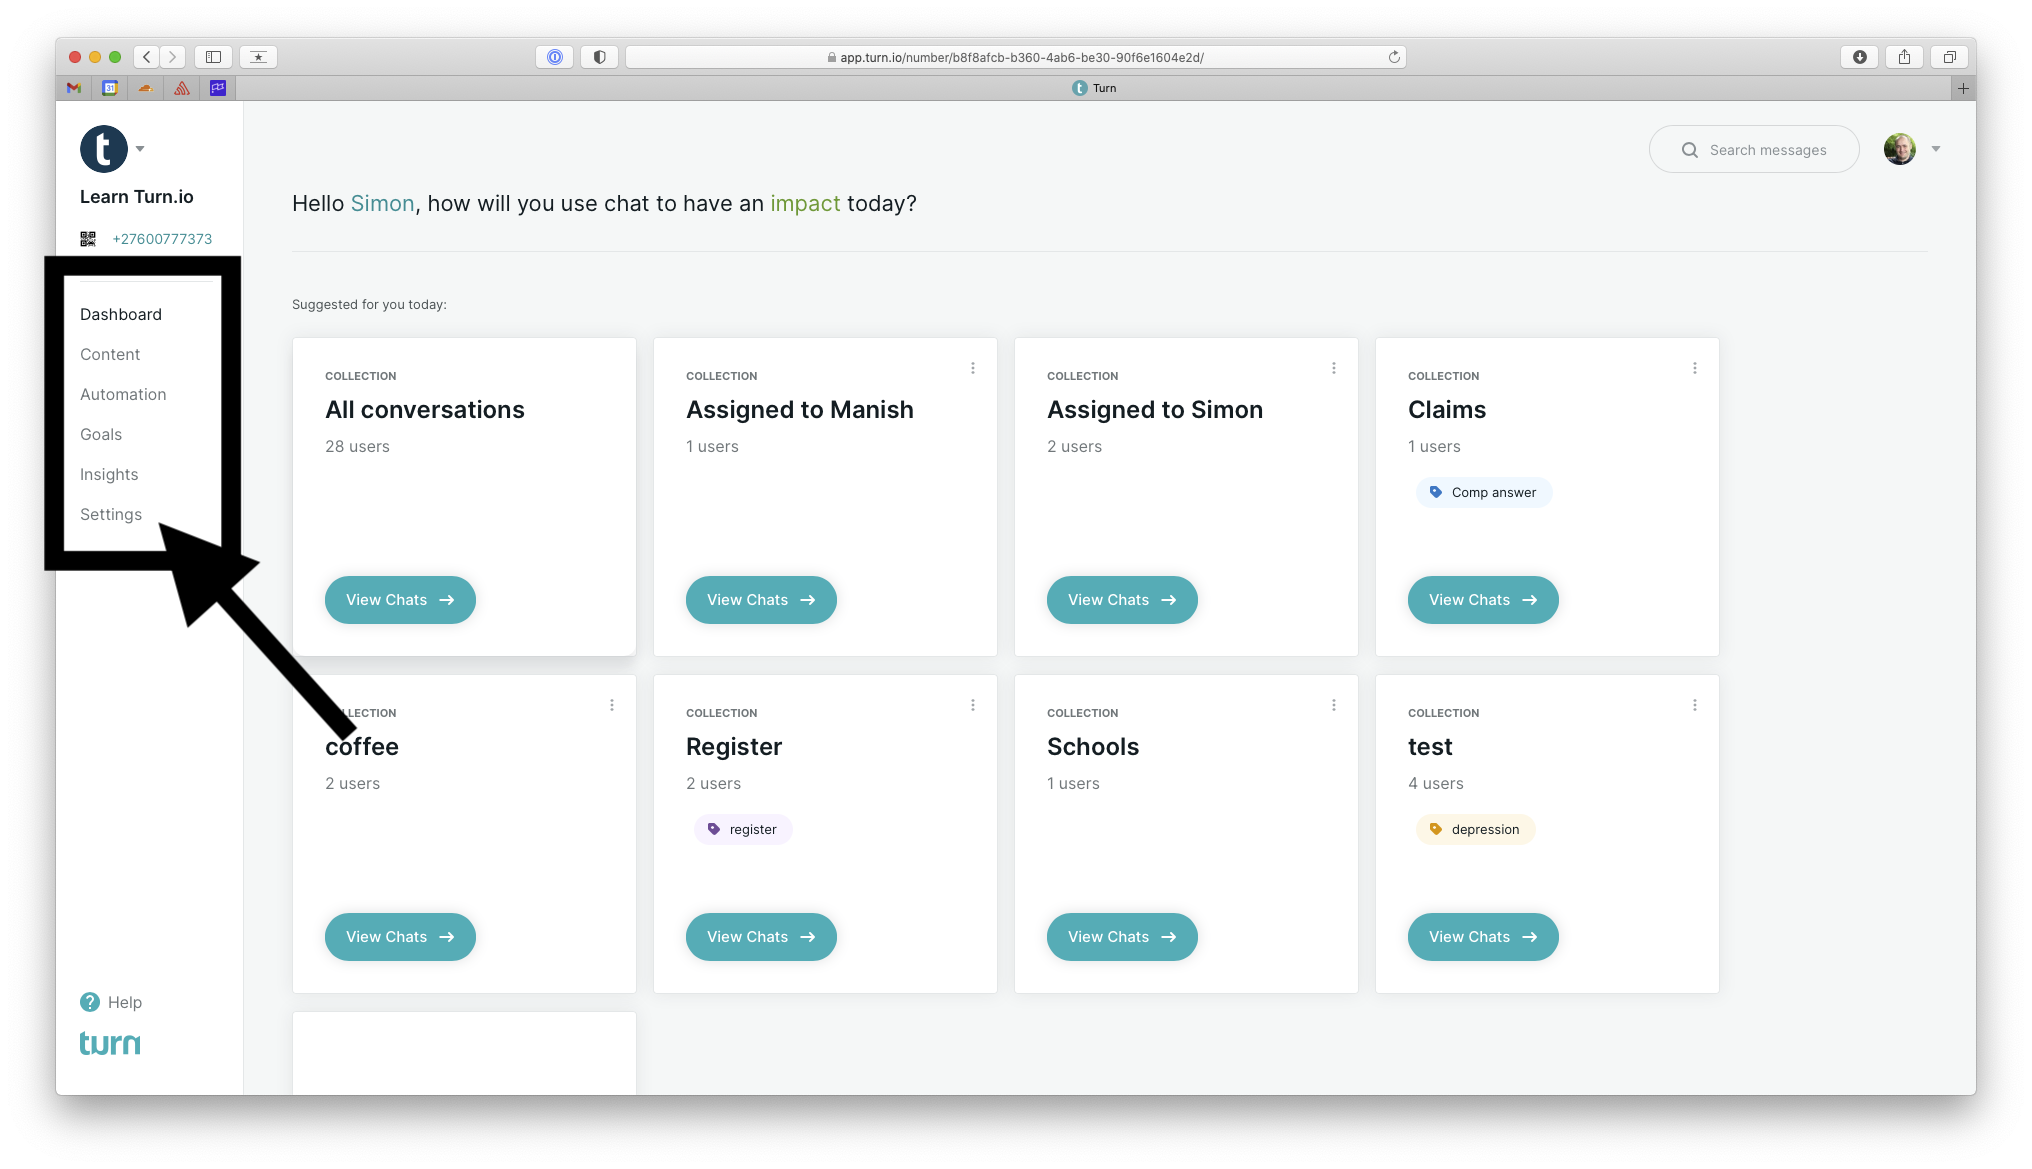 app.turn.io/number/b8f8afcb-b360-4ab6-be30-90f6e1604e2d/
31
Turn
t
Learn Turn.io
+27600777373
Dashboard
Content
Automation
Goals
Insights
Settings
Help
turn
Search messages
Hello Simon, how will you use chat to have an impact today?
Suggested for you today:
COLLECTION
All conversations
28 users
View Chats
COLLECTION
Assigned to Manish
1 users
View Chats
COLLECTION
Assigned to Simon
2 users
View Chats
COLLECTION
Claims
1 users
Comp answer
View Chats
LLECTION
coffee
2 users
View Chats
COLLECTION
Register
2 users
register
View Chats
COLLECTION
Schools
1 users
View Chats
COLLECTION
test
4 users
depression
View Chats